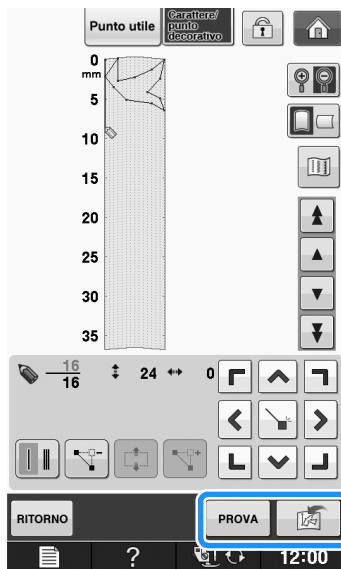 Punto utile
Carattere/
punto
decorativo
0
mm
5
10
15
20
25
30
35
16
16
24
0
RITORNO
PROVA
?
!
12:00